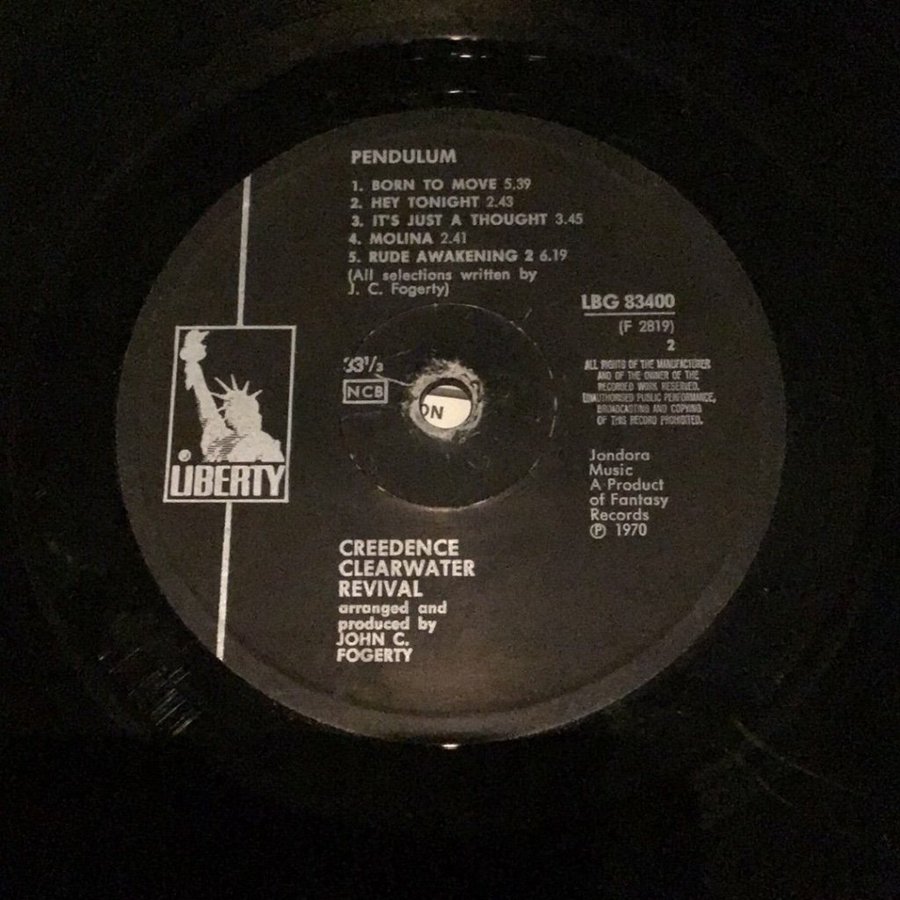 PENDULUM
1. BORN TO MOVE 5.39
2. HEY TONIGHT 2.43
3. IT'S JUST A THOUGHT 3.45
4. MOLINA 2.41
5. RUDE AWAKENING 2 6.19
(All selections written by
J. C. Fogerty)
LBG 83400
(F 2819)
2
33⅓
NCB
ALL RIGHTS OF THE MANUFACTURER
AND OF THE OWNER OF THE
RECORDED WORK RESERVED.
UNAUTHORISED PUBLIC PERFORMANCE,
BROADCASTING AND COPYING
OF THIS RECORD PROHIBITED.
ON
LIBERTY
Jondora
Music
A Product
of Fantasy
Records
℗ 1970
CREEDENCE
CLEARWATER
REVIVAL
arranged and
produced by
JOHN C.
FOGERTY